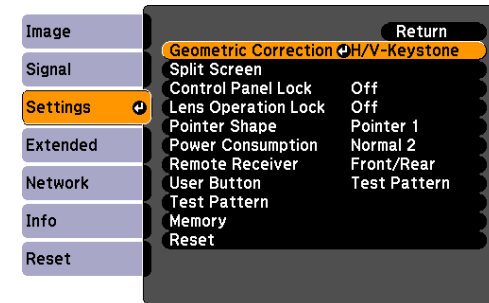 Image
Signal
Settings
Extended
Network
Info
Reset
Return
Geometric Correction H/V-Keystone
Split Screen
Control Panel Lock Off
Lens Operation Lock Off
Pointer Shape Pointer 1
Power Consumption Normal 2
Remote Receiver Front/Rear
User Button Test Pattern
Test Pattern
Memory
Reset